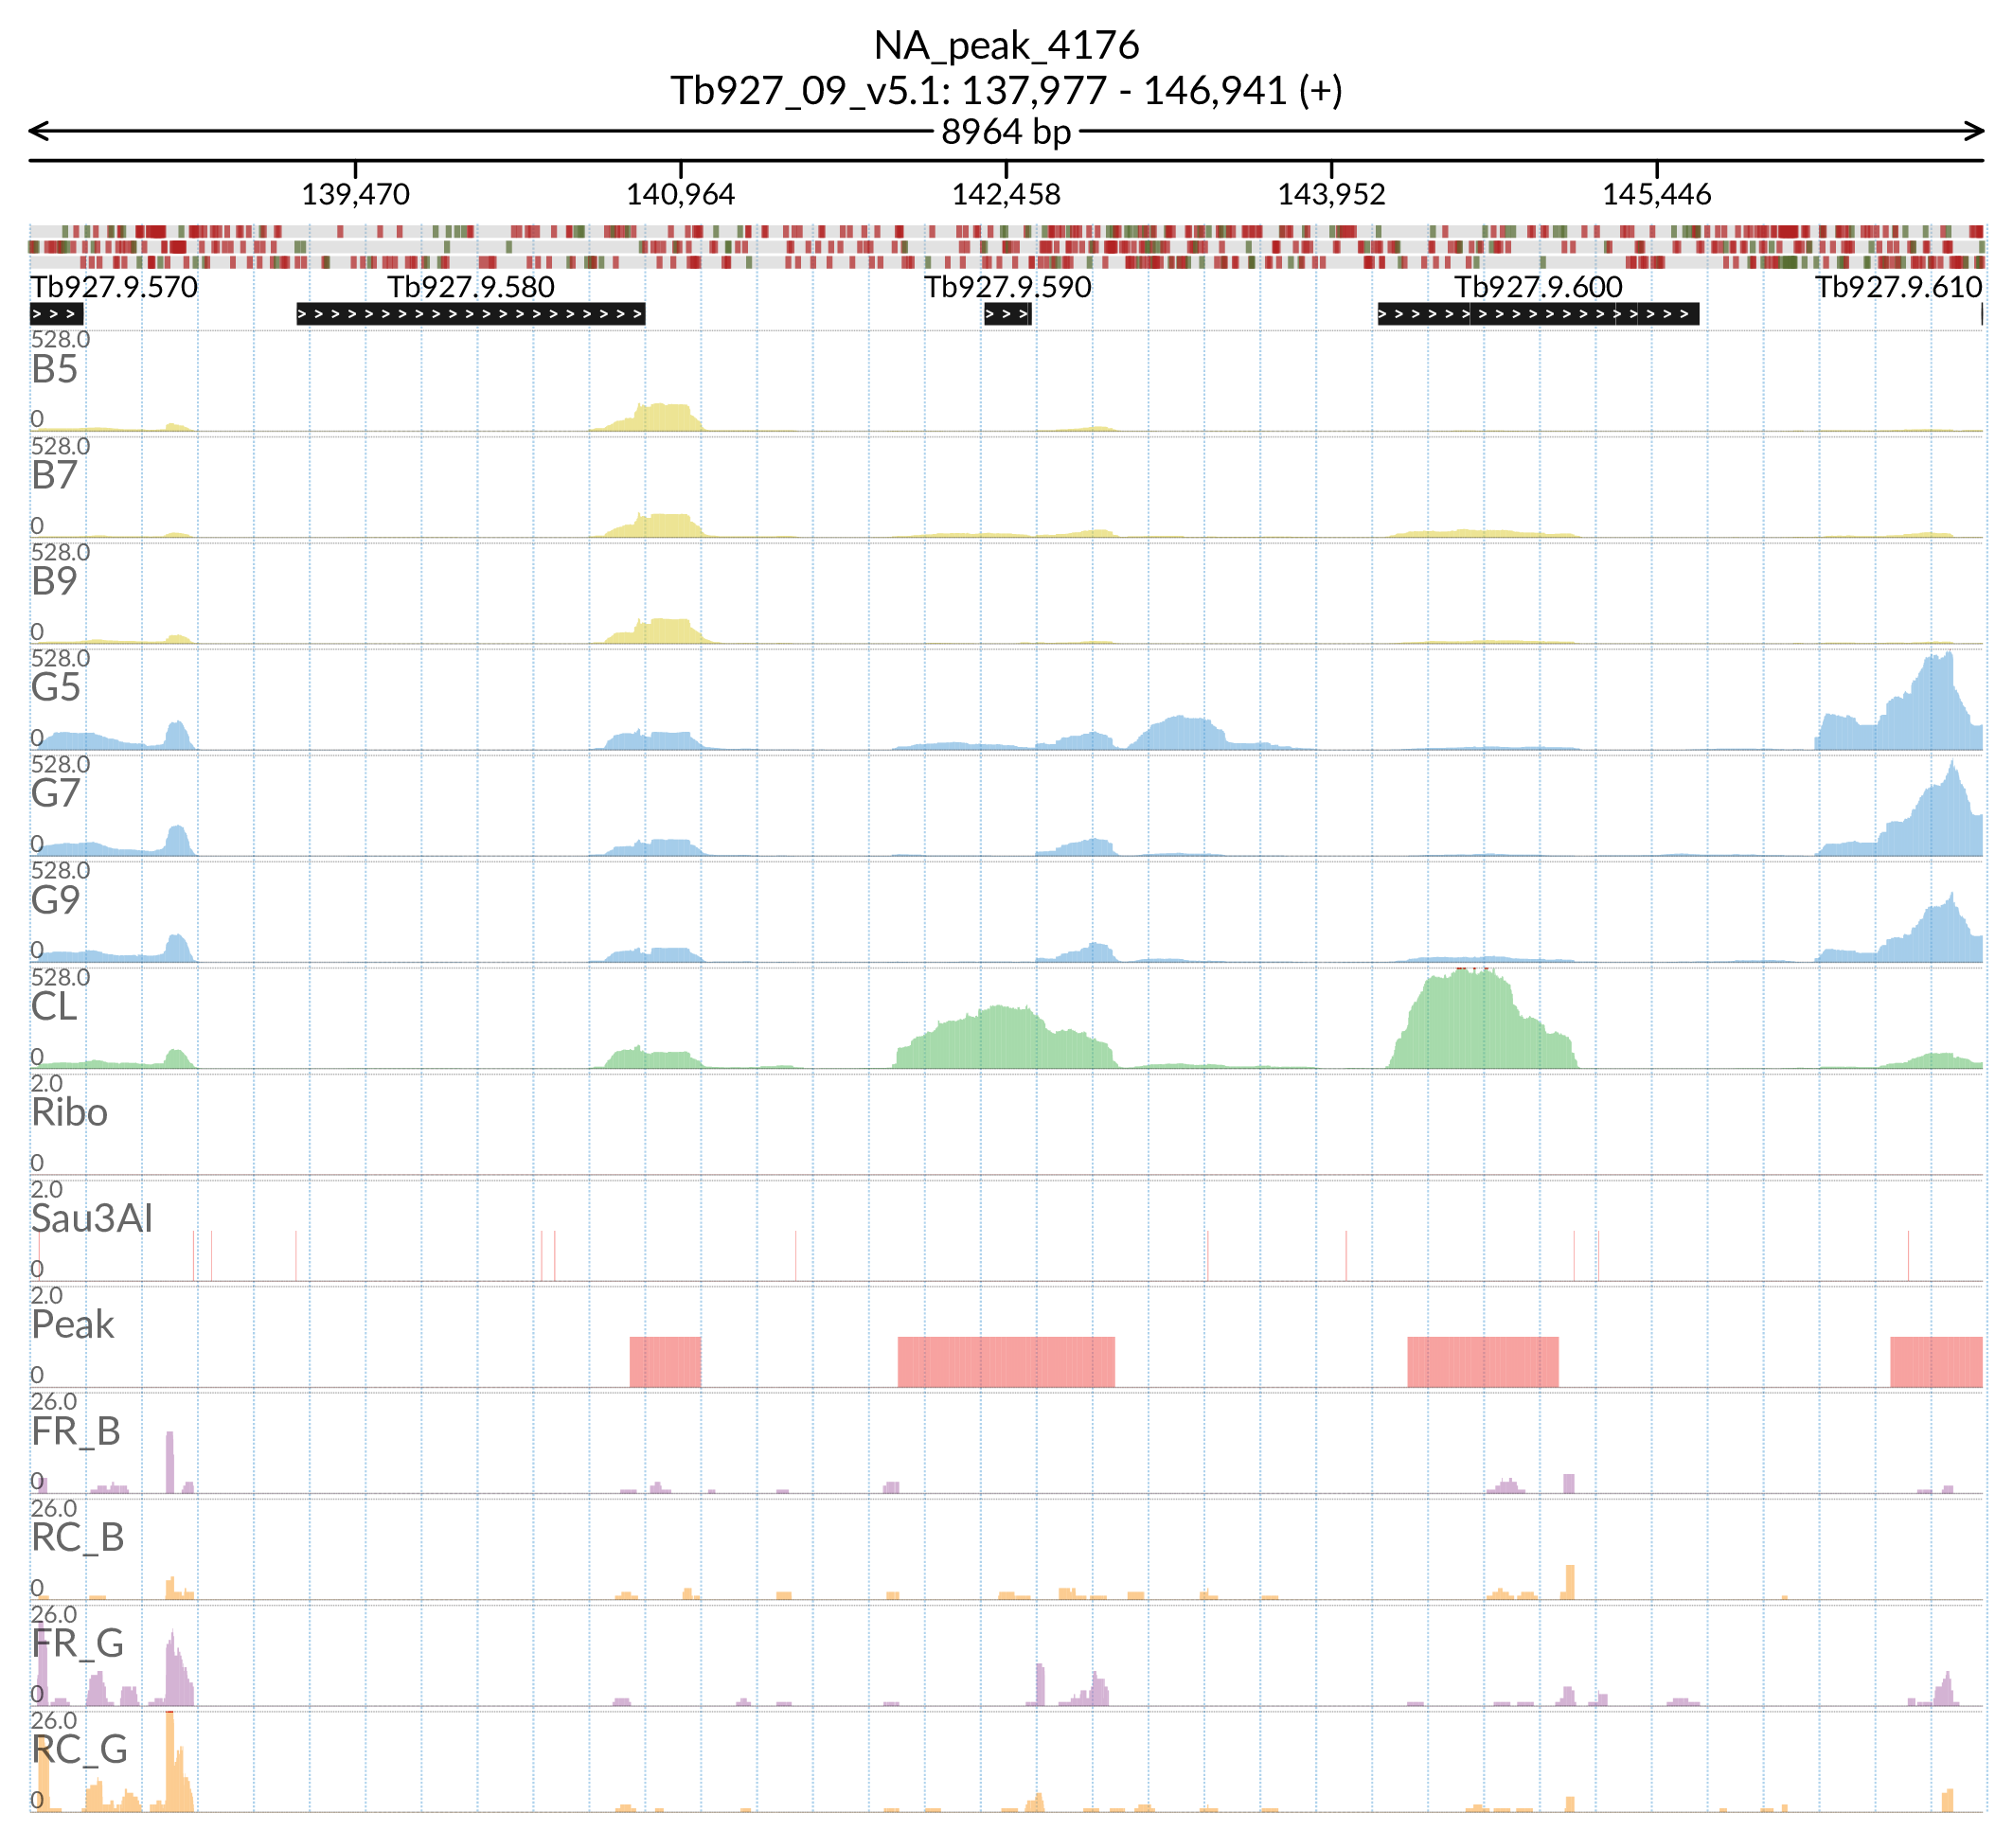 NA_peak_4176
Tb927_09_v5.1: 137,977 - 146,941 (+)
8964 bp
139,470 140,964 142,458 143,952 145,446
Tb927.9.570 Tb927.9.580 Tb927.9.590 Tb927.9.600 Tb927.9.610
528.0
B5
0
528.0
B7
0
528.0
B9
0
528.0
G5
0
528.0
G7
0
528.0
G9
0
528.0
CL
0
2.0
Ribo
0
2.0
Sau3AI
0
2.0
Peak
0
26.0
FR_B
0
26.0
RC_B
0
26.0
FR_G
0
26.0
RC_G
0